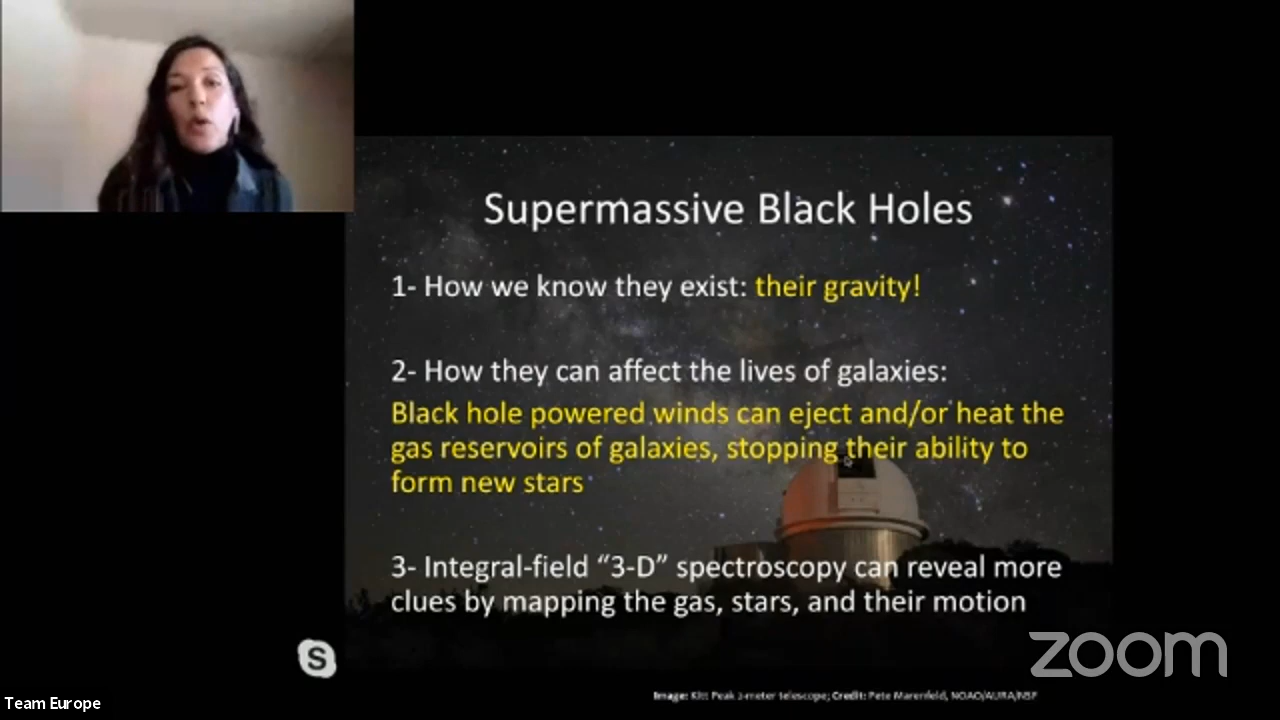 Supermassive Black Holes
1- How we know they exist: their gravity!
2- How they can affect the lives of galaxies:
Black hole powered winds can eject and/or heat the
gas reservoirs of galaxies, stopping their ability to
form new stars
3- Integral-field “3-D” spectroscopy can reveal more
clues by mapping the gas, stars, and their motion
S
zoom
Image: Kitt Peak 2-meter telescope; Credit: Pete Marenfeld, NOAO/AURA/NSF
Team Europe